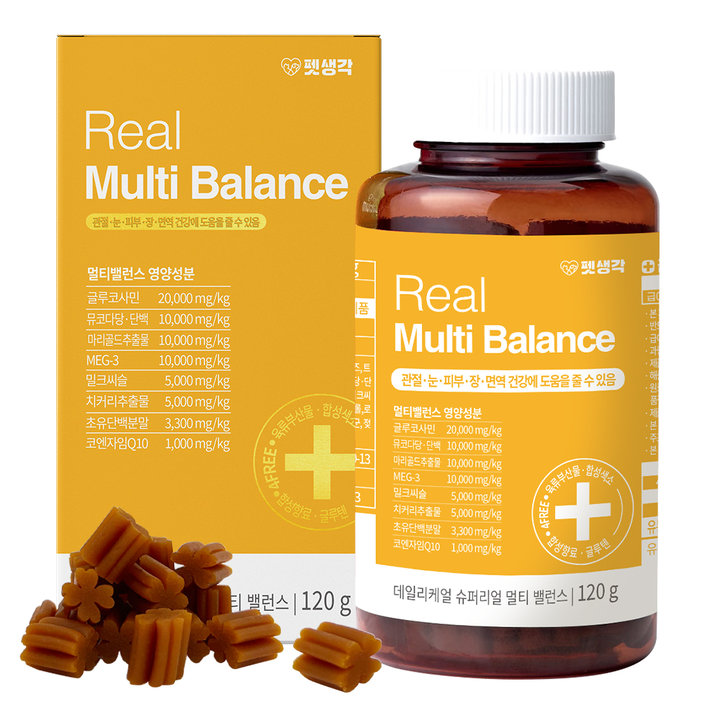 펫생각
Real
Multi Balance
관절·눈·피부·장·면역 건강에 도움을 줄 수 있음
멀티밸런스 영양성분
글루코사민 20,000 mg/kg
뮤코다당·단백 10,000 mg/kg
마리골드추출물 10,000 mg/kg
MEG-3 10,000 mg/kg
밀크씨슬 5,000 mg/kg
치커리추출물 5,000 mg/kg
초유단백분말 3,300 mg/kg
코엔자임Q10 1,000 mg/kg
4FREE · 육류부산물 · 합성색소
합성향료 · 글루텐
티 밸런스 | 120 g
펫생각
Real
Multi Balance
관절·눈·피부·장·면역 건강에 도움을 줄 수 있음
멀티밸런스 영양성분
글루코사민 20,000 mg/kg
뮤코다당·단백 10,000 mg/kg
마리골드추출물 10,000 mg/kg
MEG-3 10,000 mg/kg
밀크씨슬 5,000 mg/kg
치커리추출물 5,000 mg/kg
초유단백분말 3,300 mg/kg
코엔자임Q10 1,000 mg/kg
4FREE · 육류부산물 · 합성색소
합성향료 · 글루텐
데일리케얼 슈퍼리얼 멀티 밸런스 | 120 g